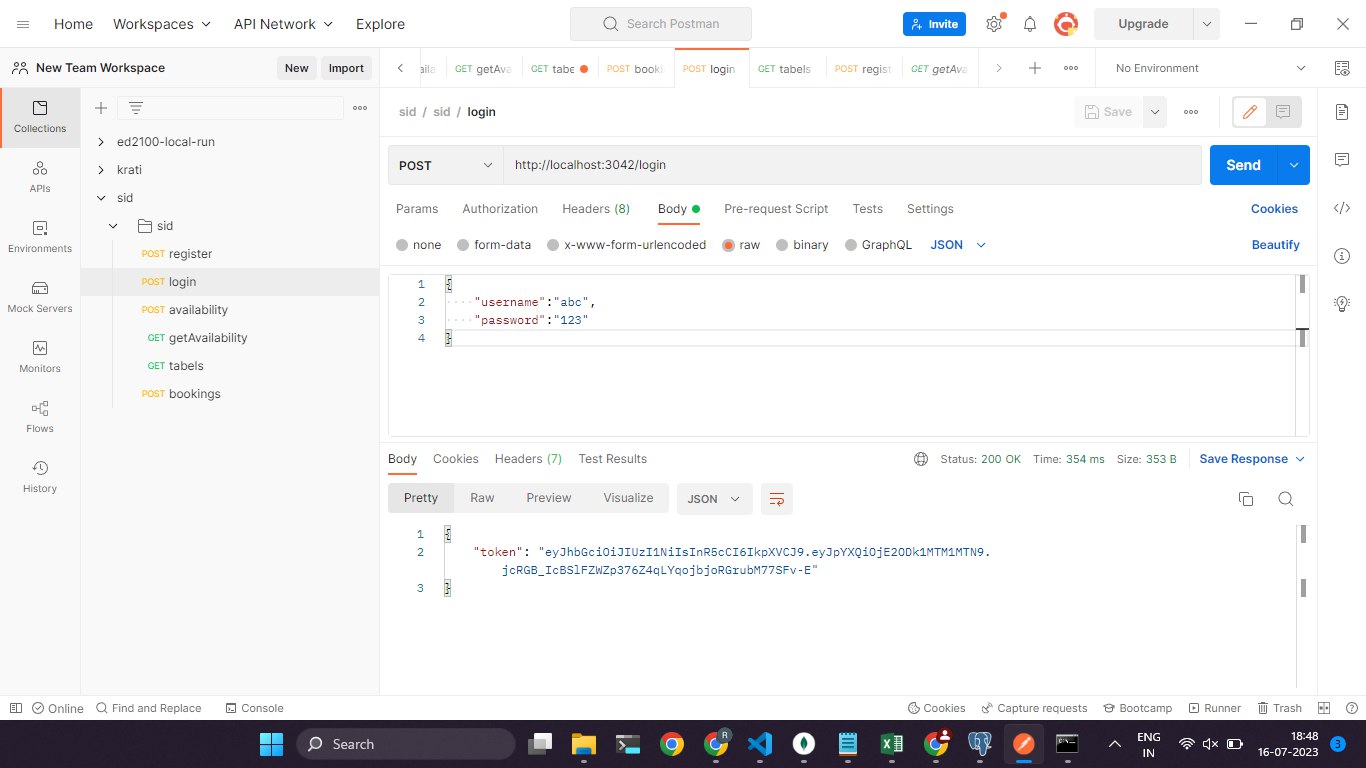 Home Workspaces API Network Explore Search Postman Invite Upgrade
New Team Workspace New Import
getAva tabe book POST login GET tabels POST regist GET getAva No Environment
Collections
APIs
Environments
Mock Servers
Monitors
Flows
History
ed2100-local-run
krati
sid
sid
POST register
POST login
POST availability
GET getAvailability
GET tabels
POST bookings
sid / sid / login Save
POST http://localhost:3042/login Send
Params Authorization Headers (8) Body Pre-request Script Tests Settings Cookies
none form-data x-www-form-urlencoded raw binary GraphQL JSON Beautify
1 {
2 "username":"abc",
3 "password":"123"
4 }
Body Cookies Headers (7) Test Results Status: 200 OK Time: 354 ms Size: 353 B Save Response
Pretty Raw Preview Visualize JSON
1 {
2 "token": "eyJhbGciOiJIUzI1NiIsInR5cCI6IkpXVCJ9.eyJpYXQiOjE2ODk1MTM1MTN9.
jcRGB_IcBSlFZWZp376Z4qLYqojbjoRGrubM77SFv-E"
3 }
Online Find and Replace Console Cookies Capture requests Bootcamp Runner Trash
Search ENG IN 18:48 16-07-2023 3